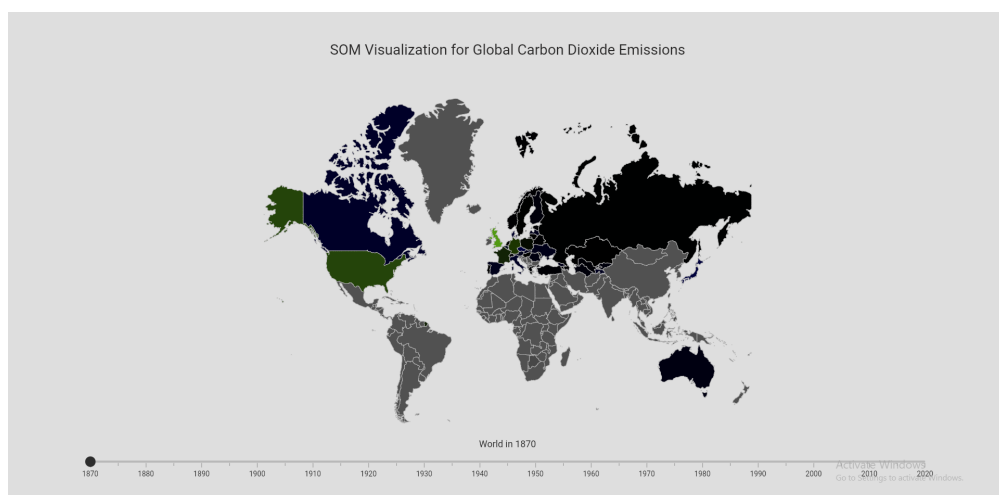 SOM Visualization for Global Carbon Dioxide Emissions
World in 1870
1870 1880 1890 1900 1910 1920 1930 1940 1950 1960 1970 1980 1990 2000 2010 2020
Activate Windows
Go to Settings to activate Windows.